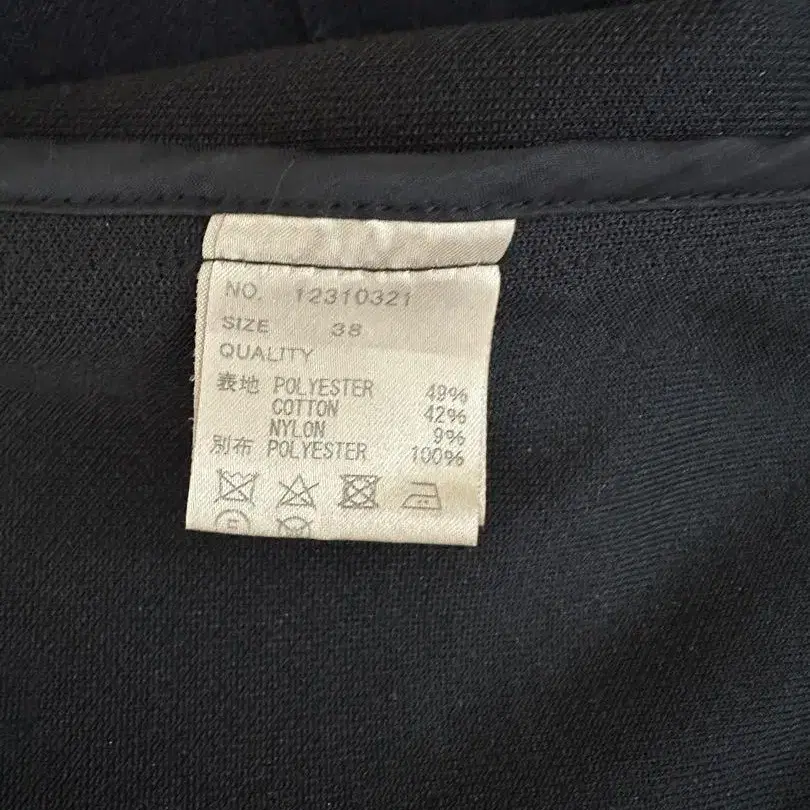 NO. 12310321
SIZE 38
QUALITY
表地 POLYESTER 49%
COTTON 42%
NYLON 9%
別布 POLYESTER 100%